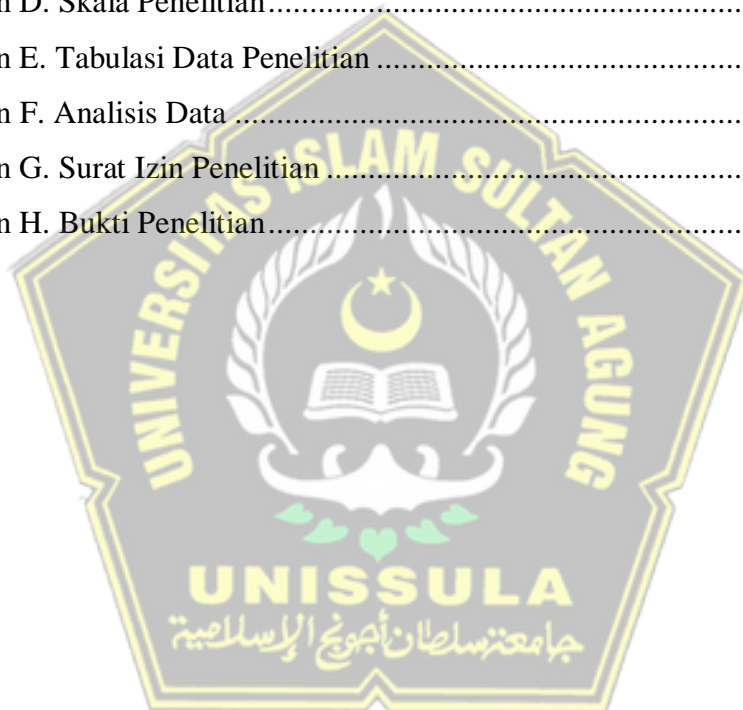 n D. Skala Penelitian..................................................................
n E. Tabulasi Data Penelitian ....................................................
n F. Analisis Data ......................................................................
n G. Surat Izin Penelitian ..........................................................
n H. Bukti Penelitian..................................................................
UNIVERSITAS ISLAM SULTAN AGUNG
UNISSULA
جامعة سلطان أجونج الإسلامية